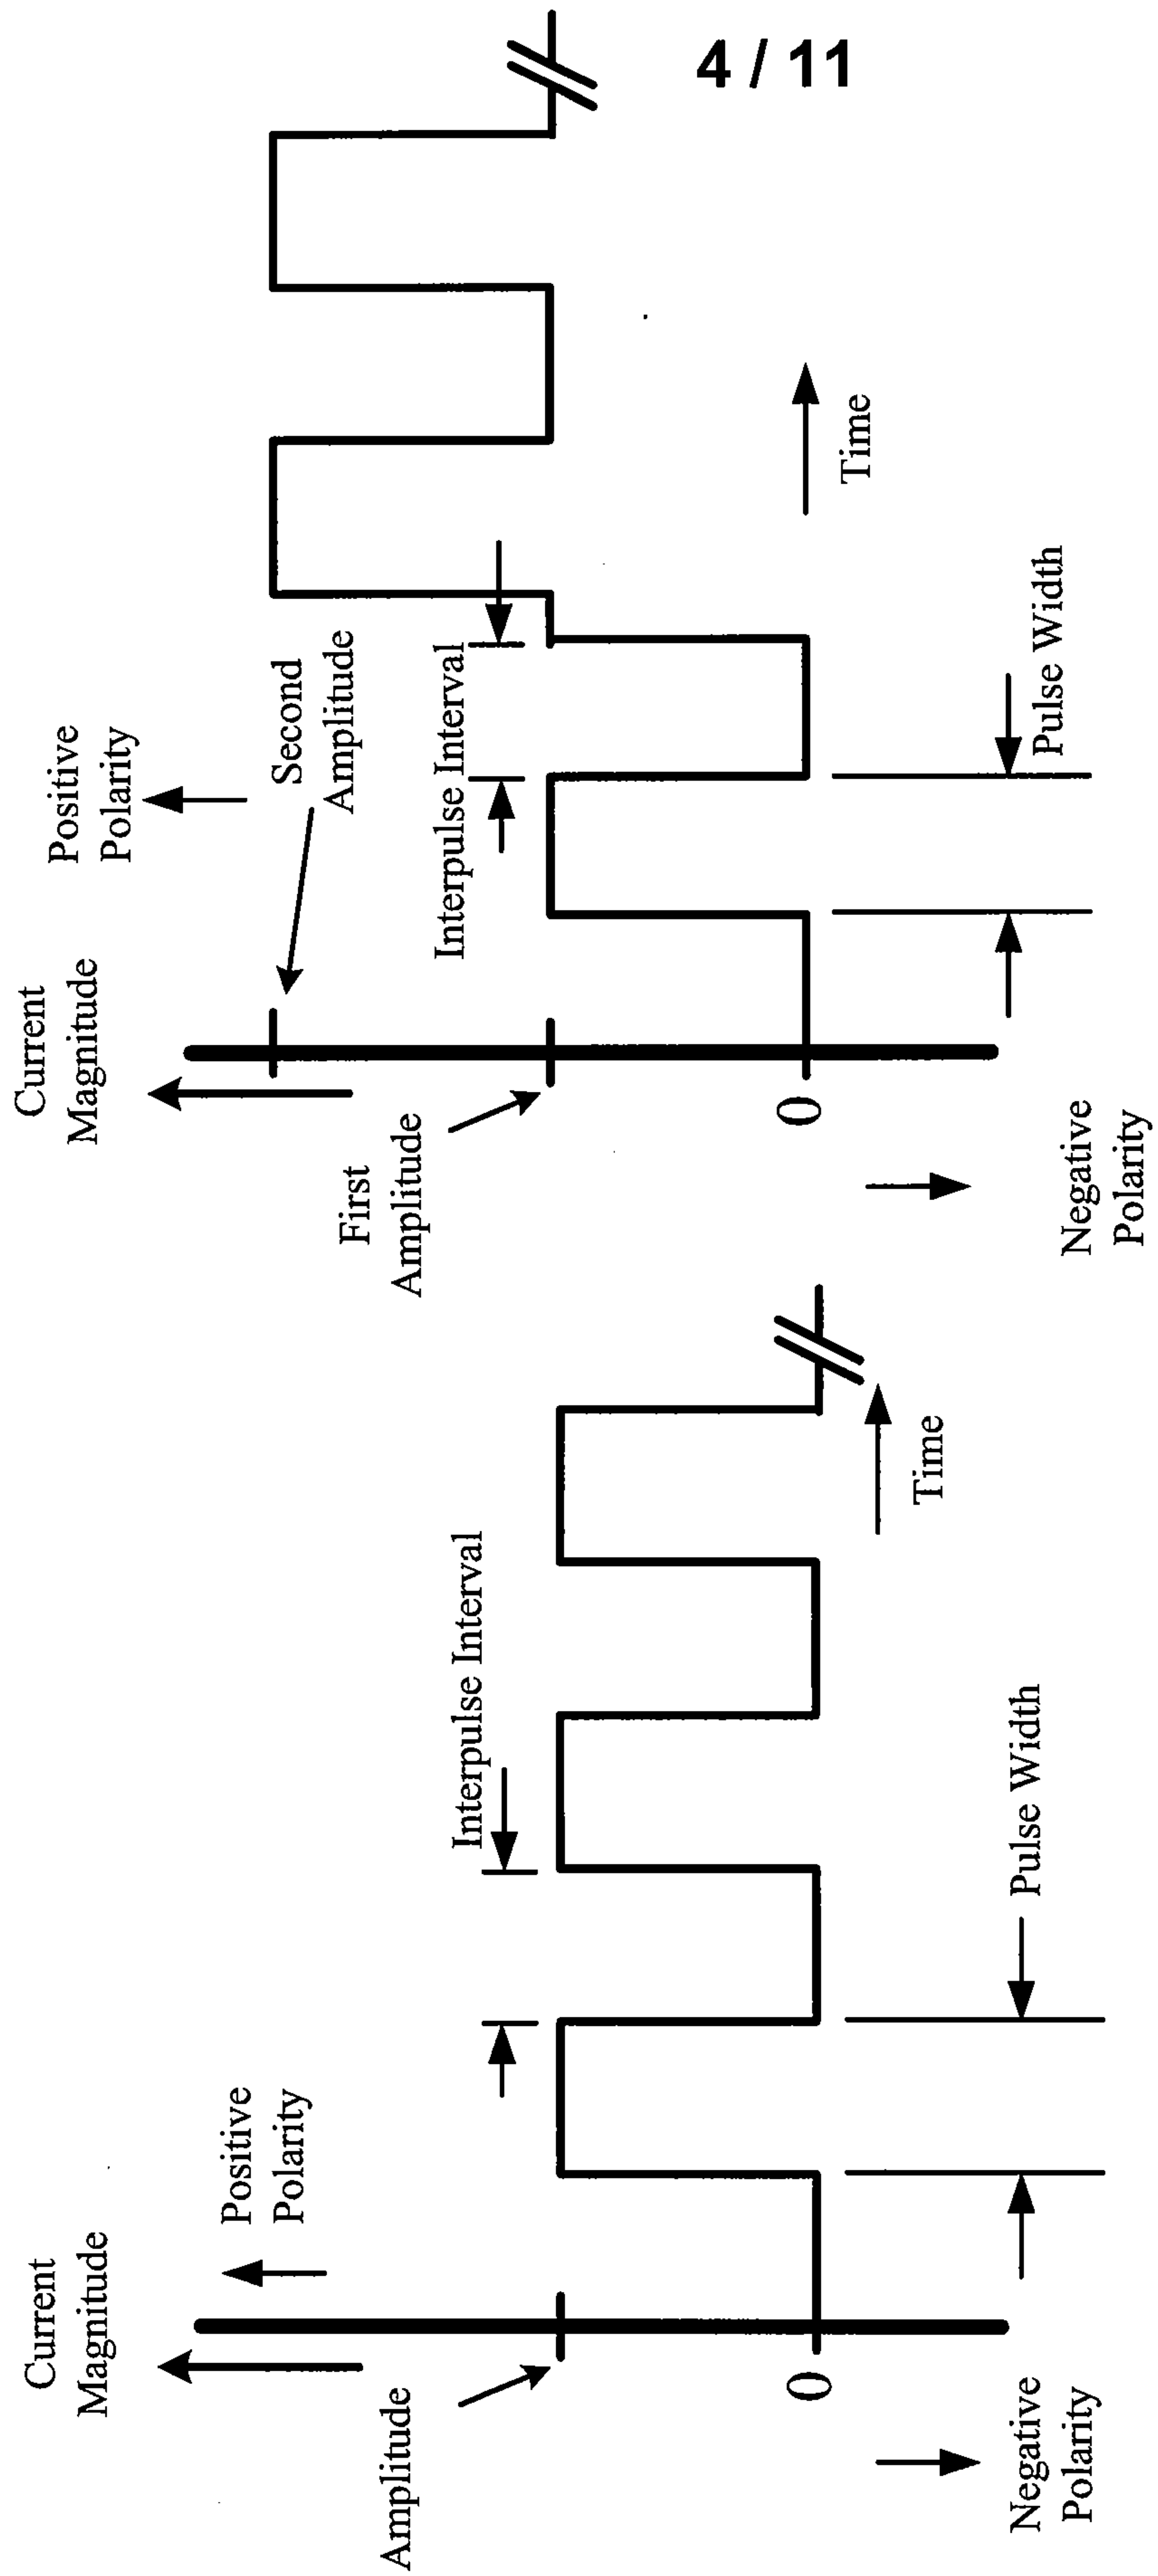 4 / 11
Current
Magnitude
Positive
Polarity
Amplitude
0
Negative
Polarity
Interpulse Interval
Pulse Width
Time
Current
Magnitude
Positive
Polarity
Second
Amplitude
First
Amplitude
Interpulse Interval
0
Negative
Polarity
Pulse Width
Time